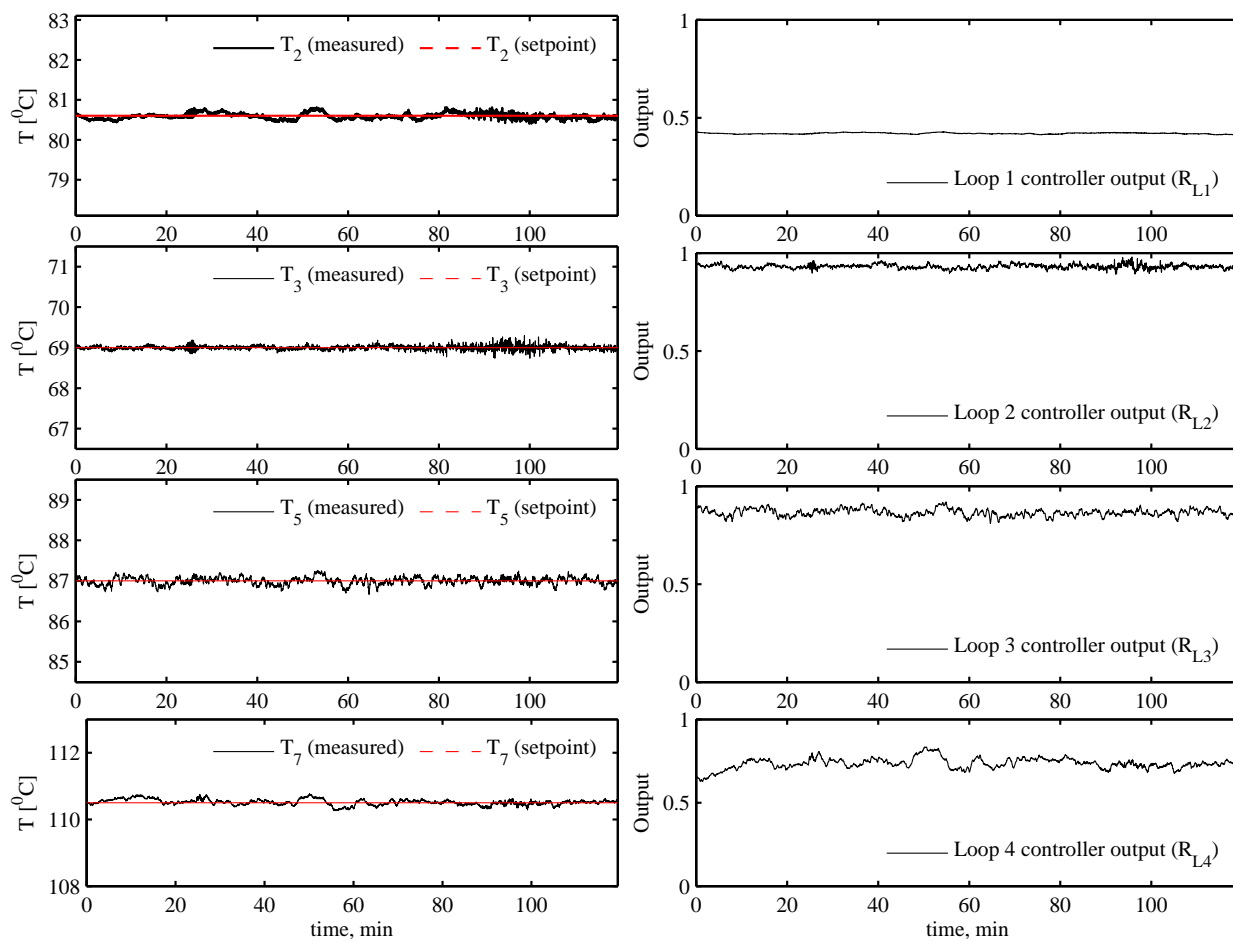 83
82
81
80
79
T [⁰C]
T₂ (measured) T₂ (setpoint)
0 20 40 60 80 100
1
0.5
0
Output
Loop 1 controller output (R_L1)
0 20 40 60 80 100
71
70
69
68
67
T [⁰C]
T₃ (measured) T₃ (setpoint)
0 20 40 60 80 100
1
0.5
0
Output
Loop 2 controller output (R_L2)
0 20 40 60 80 100
89
88
87
86
85
T [⁰C]
T₅ (measured) T₅ (setpoint)
0 20 40 60 80 100
1
0.5
0
Output
Loop 3 controller output (R_L3)
0 20 40 60 80 100
112
110
108
T [⁰C]
T₇ (measured) T₇ (setpoint)
0 20 40 60 80 100
time, min
1
0.5
0
Output
Loop 4 controller output (R_L4)
0 20 40 60 80 100
time, min